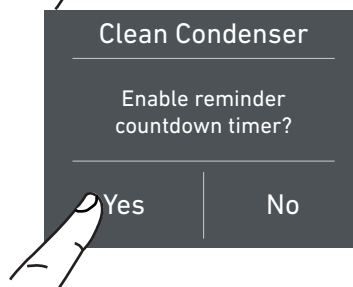 Clean Condenser
Enable reminder
countdown timer?
Yes
No